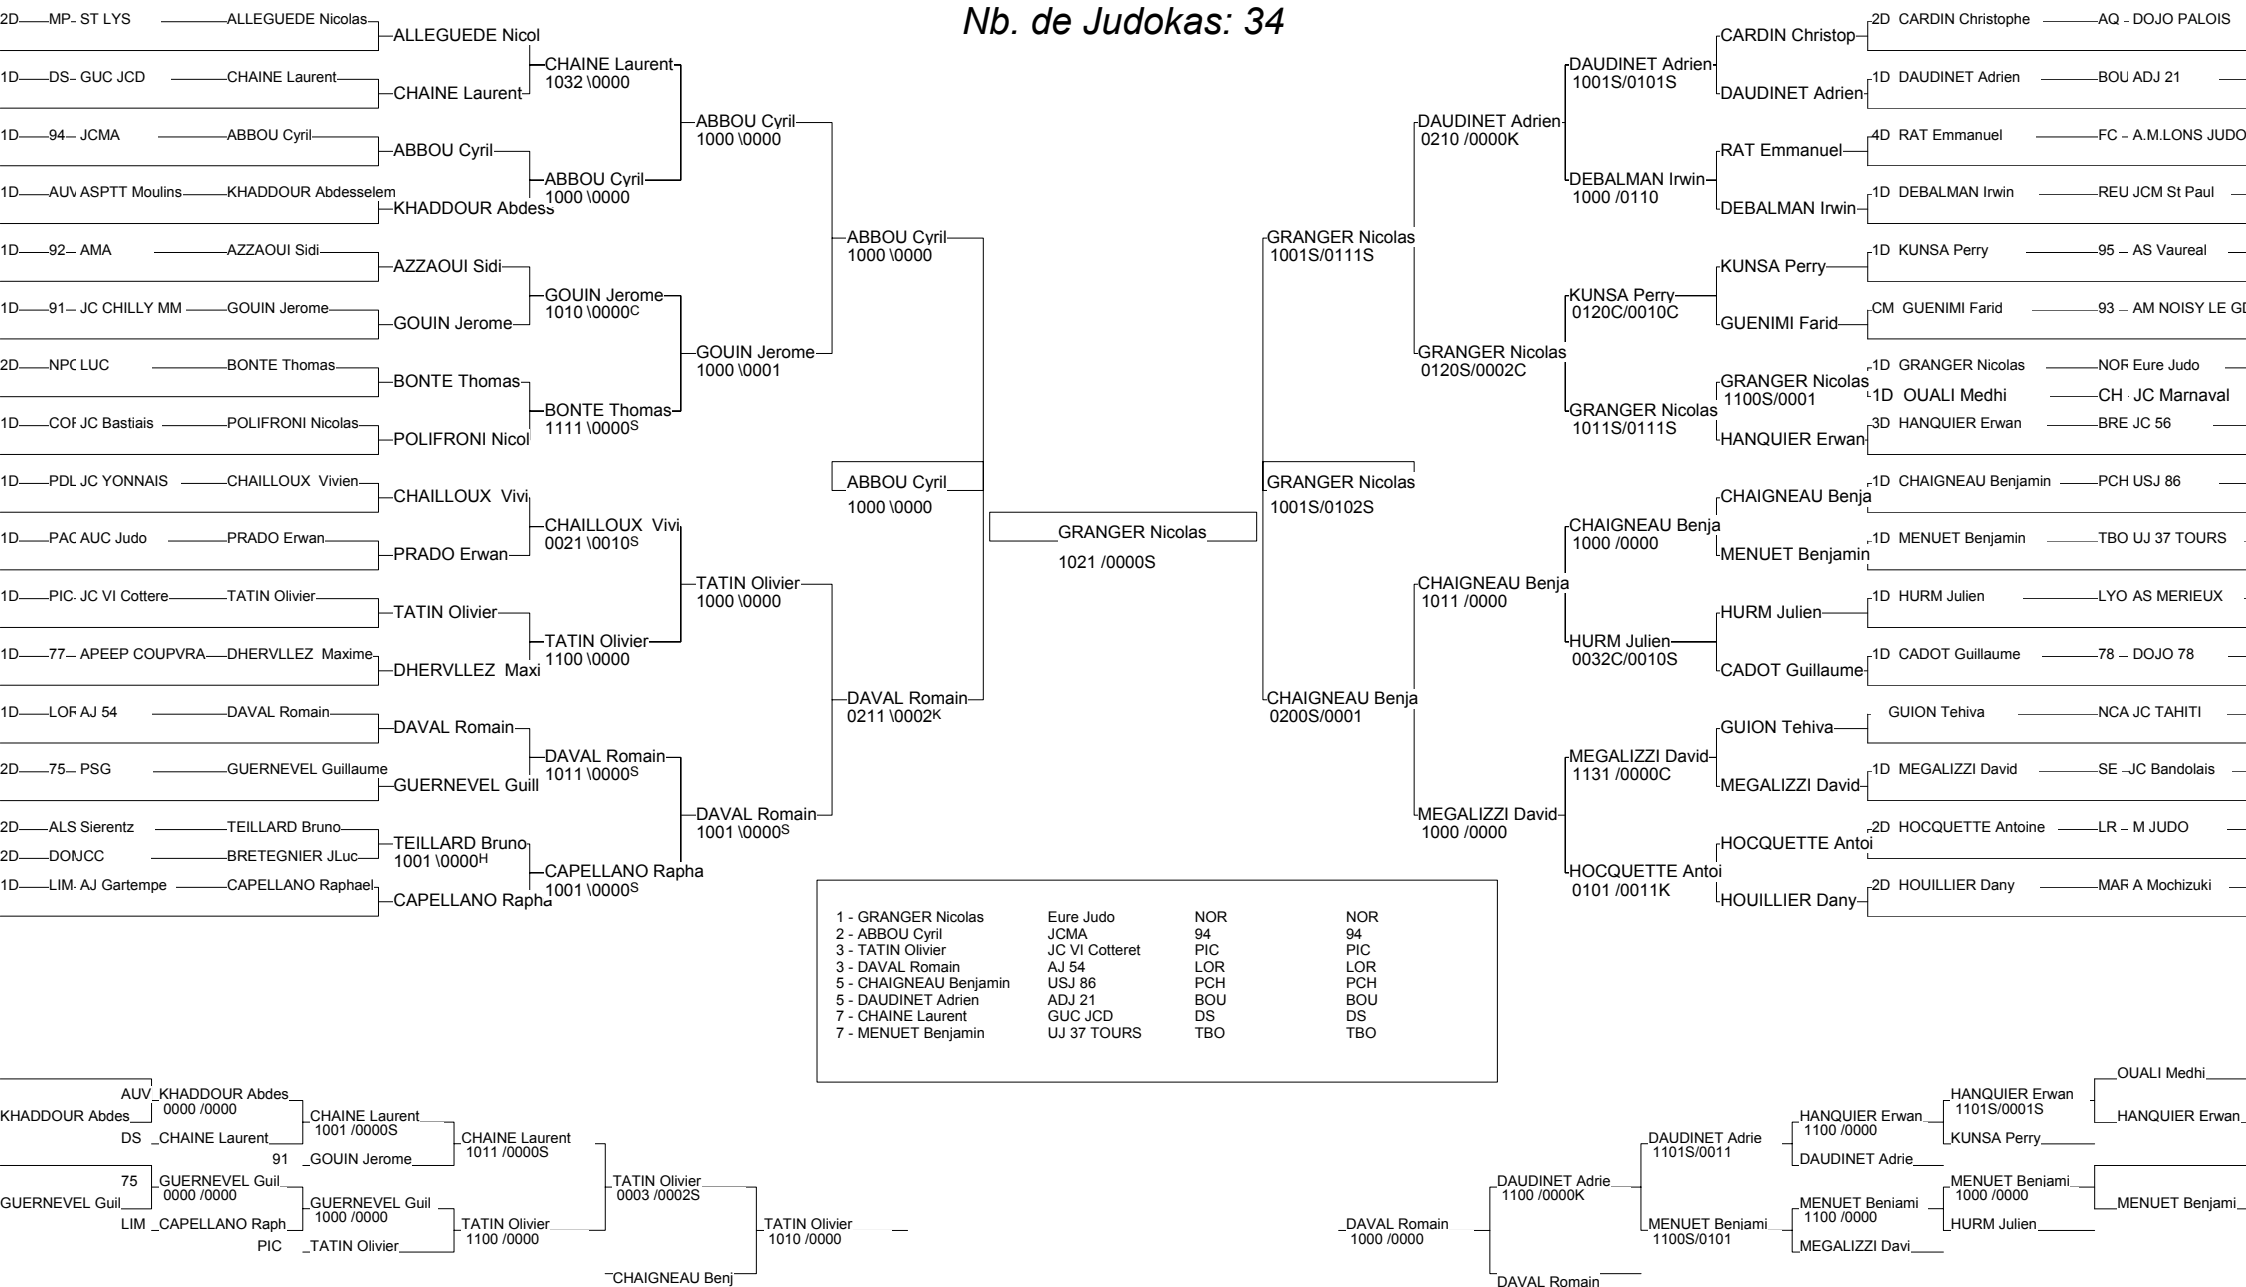 Nb. de Judokas: 34
2D MP- ST LYS ALLEGUEDE Nicolas
1D DS- GUC JCD CHAINE Laurent
1D 94- JCMA ABBOU Cyril
1D AUV ASPTT Moulins KHADDOUR Abdesselem
1D 92- AMA AZZAOUI Sidi
1D 91- JC CHILLY MM GOUIN Jerome
2D NPC LUC BONTE Thomas
1D COF JC Bastiais POLIFRONI Nicolas
1D PDL JC YONNAIS CHAILLOUX Vivien
1D PAC AUC Judo PRADO Erwan
1D PIC- JC VI Cottere TATIN Olivier
1D 77- APEEP COUPVRA DHERVLLEZ Maxime
1D LOR AJ 54 DAVAL Romain
2D 75- PSG GUERNEVEL Guillaume
2D ALS Sierentz TEILLARD Bruno
2D DOM JCC BRETEGNIER JLuc
1D LIM- AJ Gartempe CAPELLANO Raphael
ALLEGUEDE Nicol
CHAINE Laurent
ABBOU Cyril
KHADDOUR Abdess
AZZAOUI Sidi
GOUIN Jerome
BONTE Thomas
POLIFRONI Nicol
CHAILLOUX Vivi
PRADO Erwan
TATIN Olivier
DHERVLLEZ Maxi
DAVAL Romain
GUERNEVEL Guill
TEILLARD Bruno
1001 \0000H
CAPELLANO Rapha
CHAINE Laurent
1032 \0000
ABBOU Cyril
1000 \0000
GOUIN Jerome
1010 \0000C
BONTE Thomas
1111 \0000S
CHAILLOUX Vivi
0021 \0010S
TATIN Olivier
1100 \0000
DAVAL Romain
1011 \0000S
CAPELLANO Rapha
1001 \0000S
ABBOU Cyril
1000 \0000
GOUIN Jerome
1000 \0001
TATIN Olivier
1000 \0000
DAVAL Romain
1001 \0000S
ABBOU Cyril
1000 \0000
DAVAL Romain
0211 \0002K
ABBOU Cyril
1000 \0000
GRANGER Nicolas
1021 /0000S
GRANGER Nicolas
1001S/0102S
GRANGER Nicolas
1001S/0111S
CHAIGNEAU Benja
0200S/0001
DAUDINET Adrien
0210 /0000K
GRANGER Nicolas
0120S/0002C
CHAIGNEAU Benja
1011 /0000
MEGALIZZI David
1000 /0000
DAUDINET Adrien
1001S/0101S
DEBALMAN Irwin
1000 /0110
KUNSA Perry
0120C/0010C
GRANGER Nicolas
1011S/0111S
CHAIGNEAU Benja
1000 /0000
HURM Julien
0032C/0010S
MEGALIZZI David
1131 /0000C
HOCQUETTE Antoi
0101 /0011K
CARDIN Christop
DAUDINET Adrien
RAT Emmanuel
DEBALMAN Irwin
KUNSA Perry
GUENIMI Farid
GRANGER Nicolas
1100S/0001
HANQUIER Erwan
CHAIGNEAU Benja
MENUET Benjamin
HURM Julien
CADOT Guillaume
GUION Tehiva
MEGALIZZI David
HOCQUETTE Antoi
HOUILLIER Dany
2D CARDIN Christophe AQ - DOJO PALOIS
1D DAUDINET Adrien BOU ADJ 21
4D RAT Emmanuel FC - A.M.LONS JUDO
1D DEBALMAN Irwin REU JCM St Paul
1D KUNSA Perry 95 - AS Vaureal
CM GUENIMI Farid 93 - AM NOISY LE GD
1D GRANGER Nicolas NOR Eure Judo
1D OUALI Medhi CH - JC Marnaval
3D HANQUIER Erwan BRE JC 56
1D CHAIGNEAU Benjamin PCH USJ 86
1D MENUET Benjamin TBO UJ 37 TOURS
1D HURM Julien LYO AS MERIEUX
1D CADOT Guillaume 78 - DOJO 78
GUION Tehiva NCA JC TAHITI
1D MEGALIZZI David SE - JC Bandolais
2D HOCQUETTE Antoine LR - M JUDO
2D HOUILLIER Dany MAR A Mochizuki
1 - GRANGER Nicolas Eure Judo NOR NOR
2 - ABBOU Cyril JCMA 94 94
3 - TATIN Olivier JC VI Cotteret PIC PIC
3 - DAVAL Romain AJ 54 LOR LOR
5 - CHAIGNEAU Benjamin USJ 86 PCH PCH
5 - DAUDINET Adrien ADJ 21 BOU BOU
7 - CHAINE Laurent GUC JCD DS DS
7 - MENUET Benjamin UJ 37 TOURS TBO TBO
KHADDOUR Abdes
GUERNEVEL Guil
AUV KHADDOUR Abdes
0000 /0000
DS CHAINE Laurent
75 GUERNEVEL Guil
0000 /0000
LIM CAPELLANO Raph
CHAINE Laurent
1001 /0000S
91 GOUIN Jerome
GUERNEVEL Guil
1000 /0000
PIC TATIN Olivier
CHAINE Laurent
1011 /0000S
TATIN Olivier
1100 /0000
TATIN Olivier
0003 /0002S
CHAIGNEAU Benj
TATIN Olivier
1010 /0000
DAVAL Romain
1000 /0000
DAUDINET Adrie
1100 /0000K
DAVAL Romain
DAUDINET Adrie
1101S/0011
MENUET Benjami
1100S/0101
HANQUIER Erwan
1100 /0000
DAUDINET Adrie
MENUET Benjami
1100 /0000
MEGALIZZI Davi
HANQUIER Erwan
1101S/0001S
KUNSA Perry
MENUET Benjami
1000 /0000
HURM Julien
OUALI Medhi
HANQUIER Erwan
MENUET Benjami